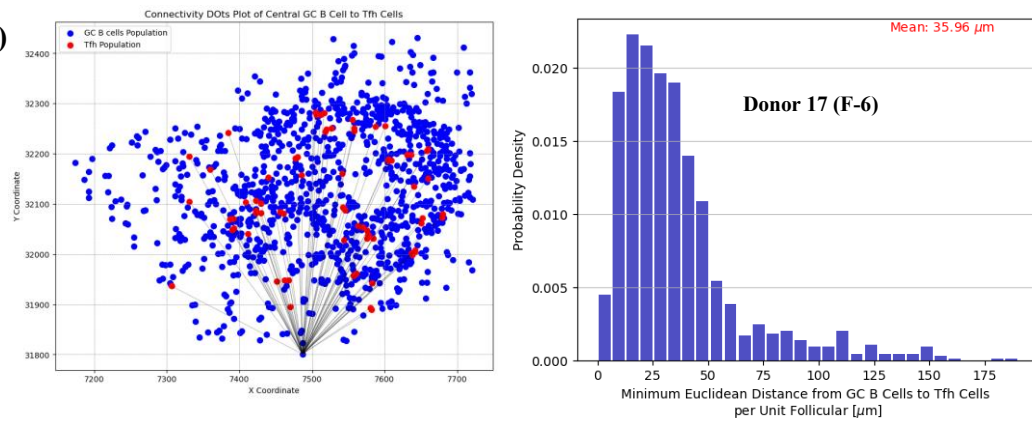 )
Connectivity DOts Plot of Central GC B Cell to Tfh Cells
GC B cells Population
Tfh Population
32400
32300
32200
32100
32000
31900
31800
Y Coordinate
7200 7300 7400 7500 7600 7700
X Coordinate
Mean: 35.96 μm
Donor 17 (F-6)
0.020
0.015
0.010
0.005
0.000
Probability Density
0 25 50 75 100 125 150 175
Minimum Euclidean Distance from GC B Cells to Tfh Cells
per Unit Follicular [μm]